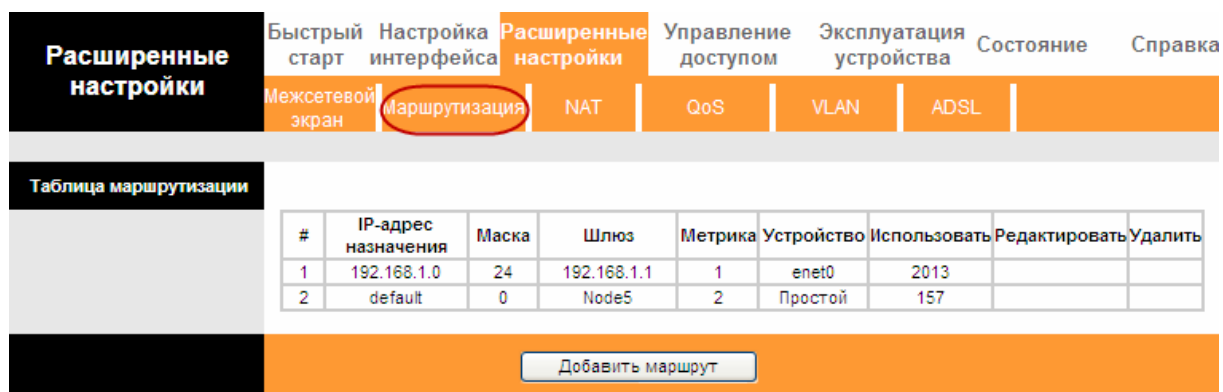 Расширенные
настройки
Быстрый
старт
Настройка
интерфейса
Расширенные
настройки
Управление
доступом
Эксплуатация
устройства
Состояние
Справка
Межсетевой
экран
Маршрутизация
NAT
QoS
VLAN
ADSL
Таблица маршрутизации
# IP-адрес назначения Маска Шлюз Метрика Устройство Использовать Редактировать Удалить
1 192.168.1.0 24 192.168.1.1 1 enet0 2013
2 default 0 Node5 2 Простой 157
Добавить маршрут